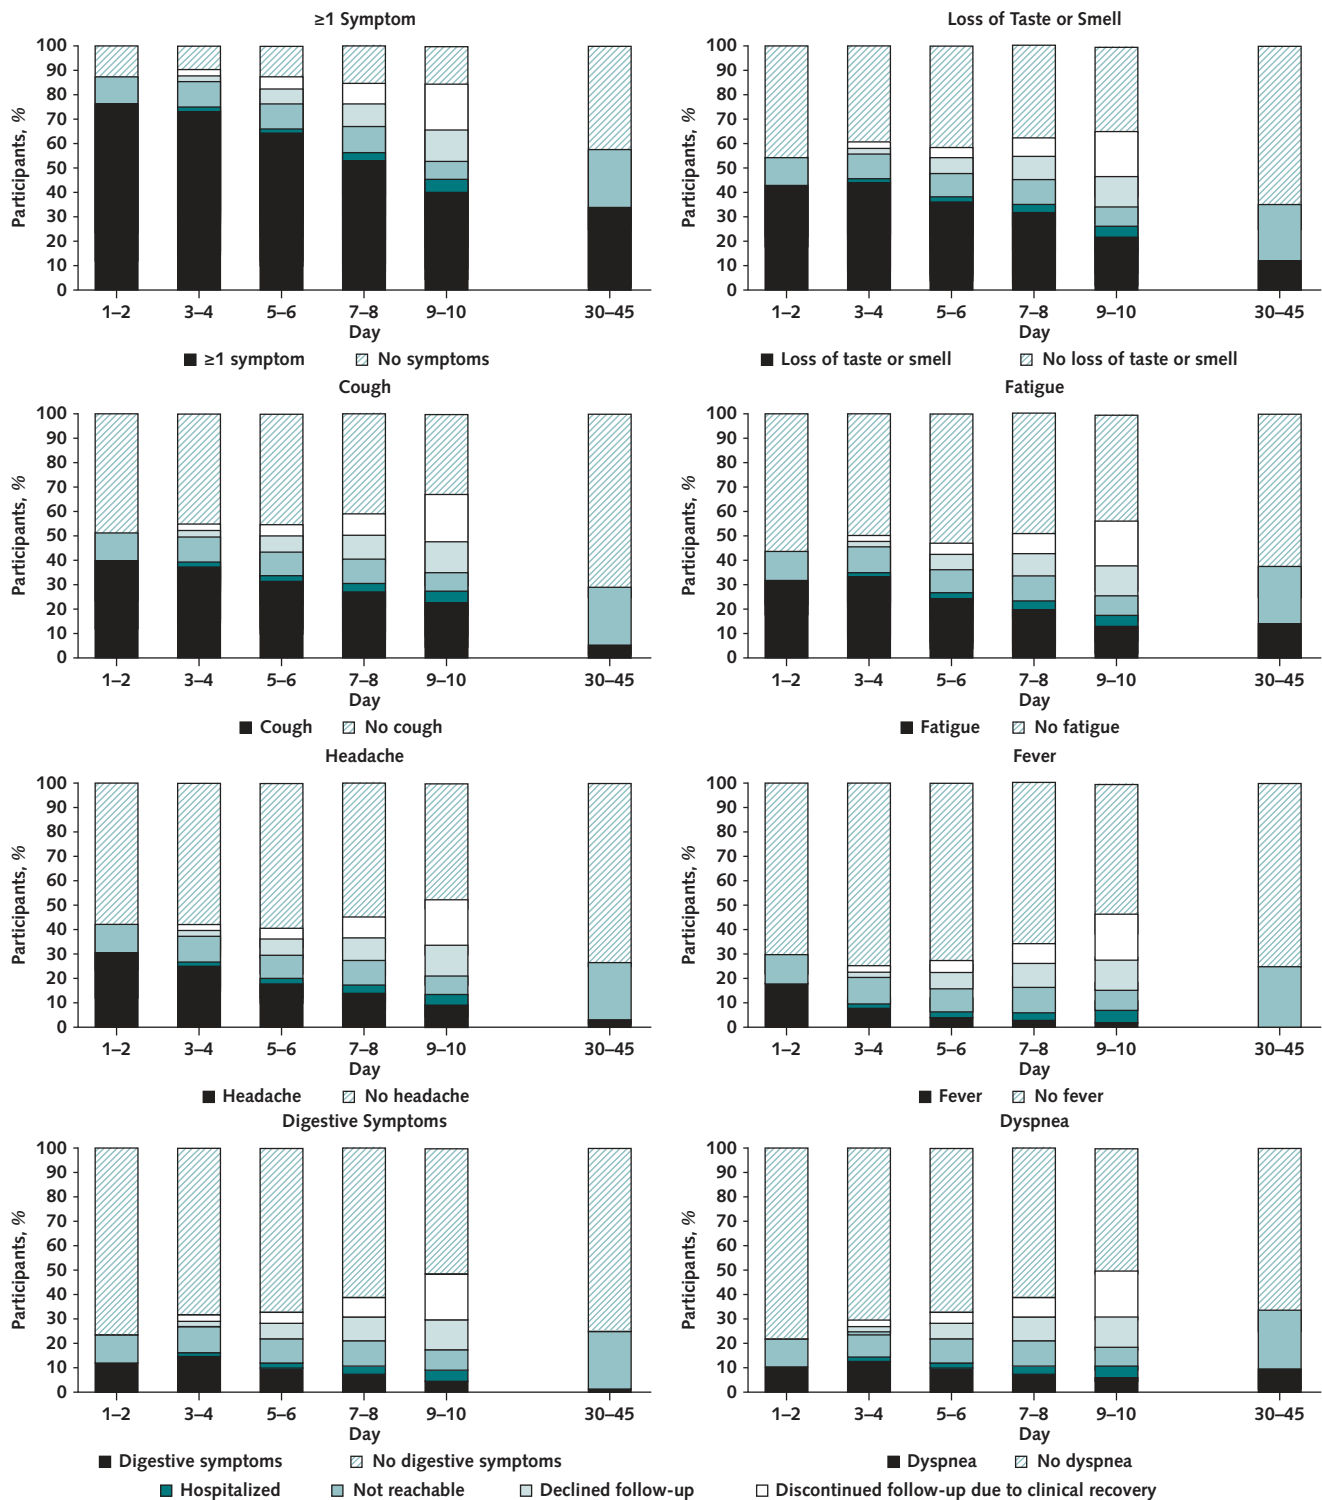 ≥1 Symptom
Participants, %
100
90
80
70
60
50
40
30
20
10
0
1–2 3–4 5–6 7–8 9–10 30–45
Day
≥1 symptom No symptoms
Loss of Taste or Smell
Participants, %
100
90
80
70
60
50
40
30
20
10
0
1–2 3–4 5–6 7–8 9–10 30–45
Day
Loss of taste or smell No loss of taste or smell
Cough
Participants, %
100
90
80
70
60
50
40
30
20
10
0
1–2 3–4 5–6 7–8 9–10 30–45
Day
Cough No cough
Fatigue
Participants, %
100
90
80
70
60
50
40
30
20
10
0
1–2 3–4 5–6 7–8 9–10 30–45
Day
Fatigue No fatigue
Headache
Participants, %
100
90
80
70
60
50
40
30
20
10
0
1–2 3–4 5–6 7–8 9–10 30–45
Day
Headache No headache
Fever
Participants, %
100
90
80
70
60
50
40
30
20
10
0
1–2 3–4 5–6 7–8 9–10 30–45
Day
Fever No fever
Digestive Symptoms
Participants, %
100
90
80
70
60
50
40
30
20
10
0
1–2 3–4 5–6 7–8 9–10 30–45
Day
Digestive symptoms No digestive symptoms
Dyspnea
Participants, %
100
90
80
70
60
50
40
30
20
10
0
1–2 3–4 5–6 7–8 9–10 30–45
Day
Dyspnea No dyspnea
Hospitalized Not reachable Declined follow-up Discontinued follow-up due to clinical recovery